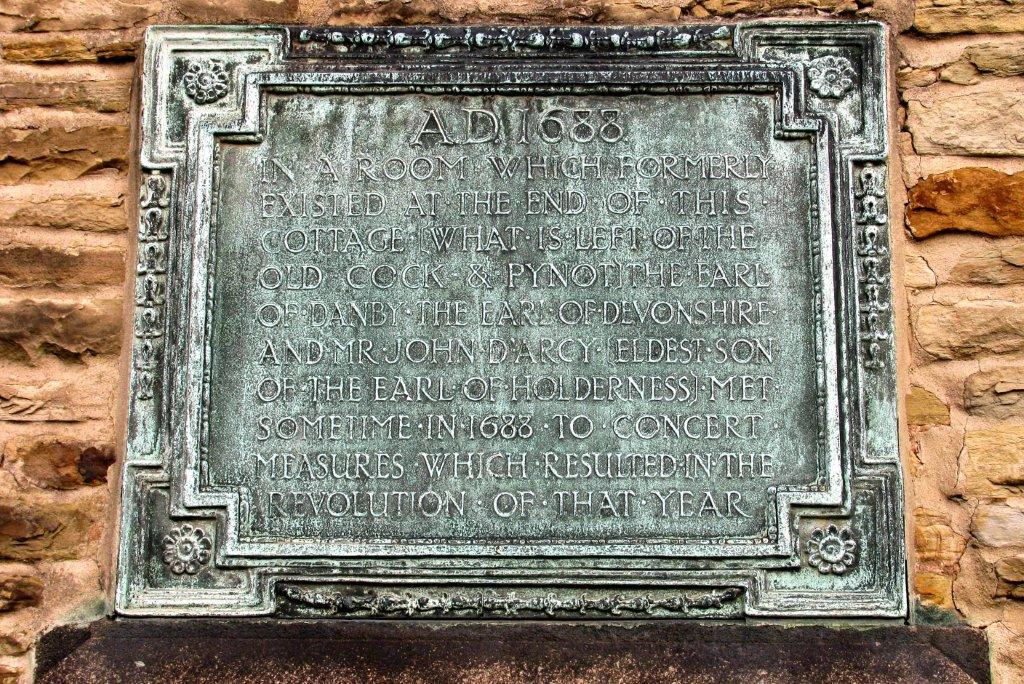 A.D. 1688
IN · A · ROOM · WHICH · FORMERLY
EXISTED · AT · THE · END · OF · THIS ·
COTTAGE [WHAT · IS · LEFT · OF · THE
OLD · COCK · & · PYNOT] THE · EARL
OF · DANBY · THE · EARL · OF · DEVONSHIRE ·
AND · MR · JOHN · D'ARCY · [ELDEST · SON
OF · THE · EARL · OF · HOLDERNESS] · MET ·
SOMETIME · IN · 1688 · TO · CONCERT ·
MEASURES · WHICH · RESULTED · IN · THE
REVOLUTION · OF · THAT · YEAR